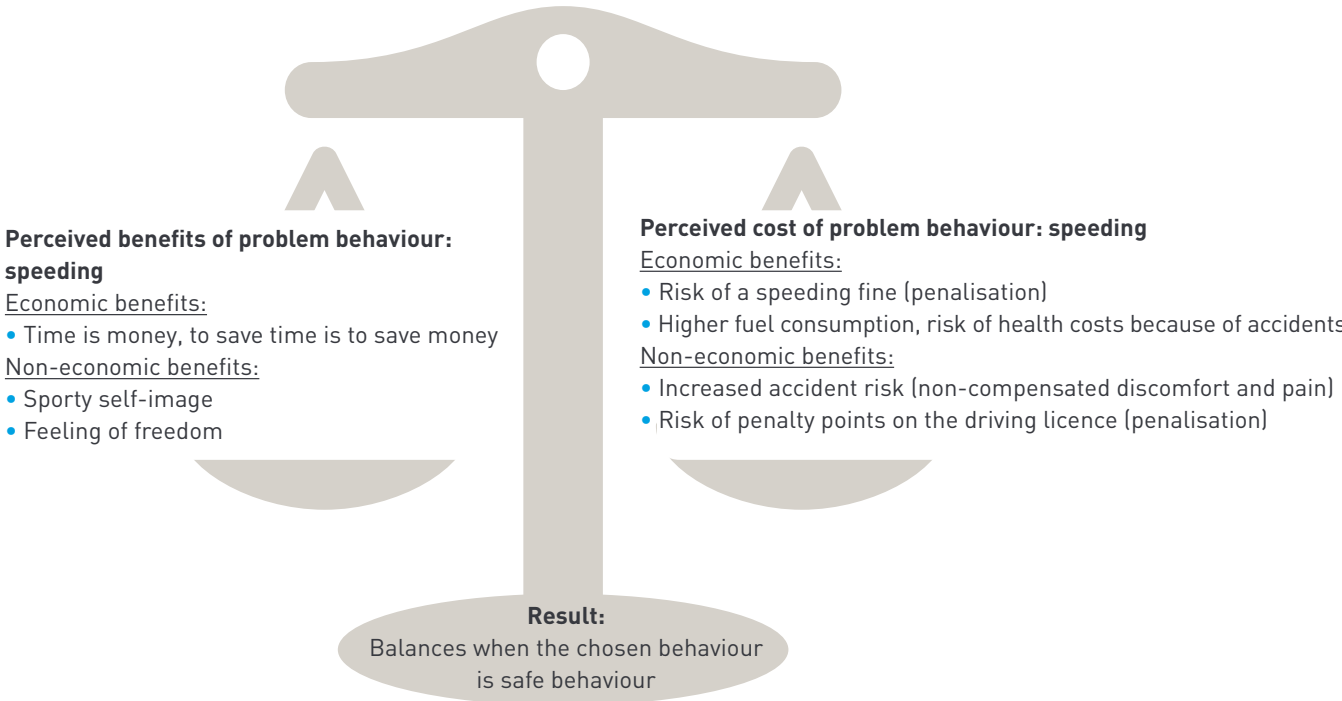 Perceived benefits of problem behaviour:
speeding
Economic benefits:
• Time is money, to save time is to save money
Non-economic benefits:
• Sporty self-image
• Feeling of freedom
Perceived cost of problem behaviour: speeding
Economic benefits:
• Risk of a speeding fine (penalisation)
• Higher fuel consumption, risk of health costs because of accidents
Non-economic benefits:
• Increased accident risk (non-compensated discomfort and pain)
• Risk of penalty points on the driving licence (penalisation)
Result:
Balances when the chosen behaviour
is safe behaviour